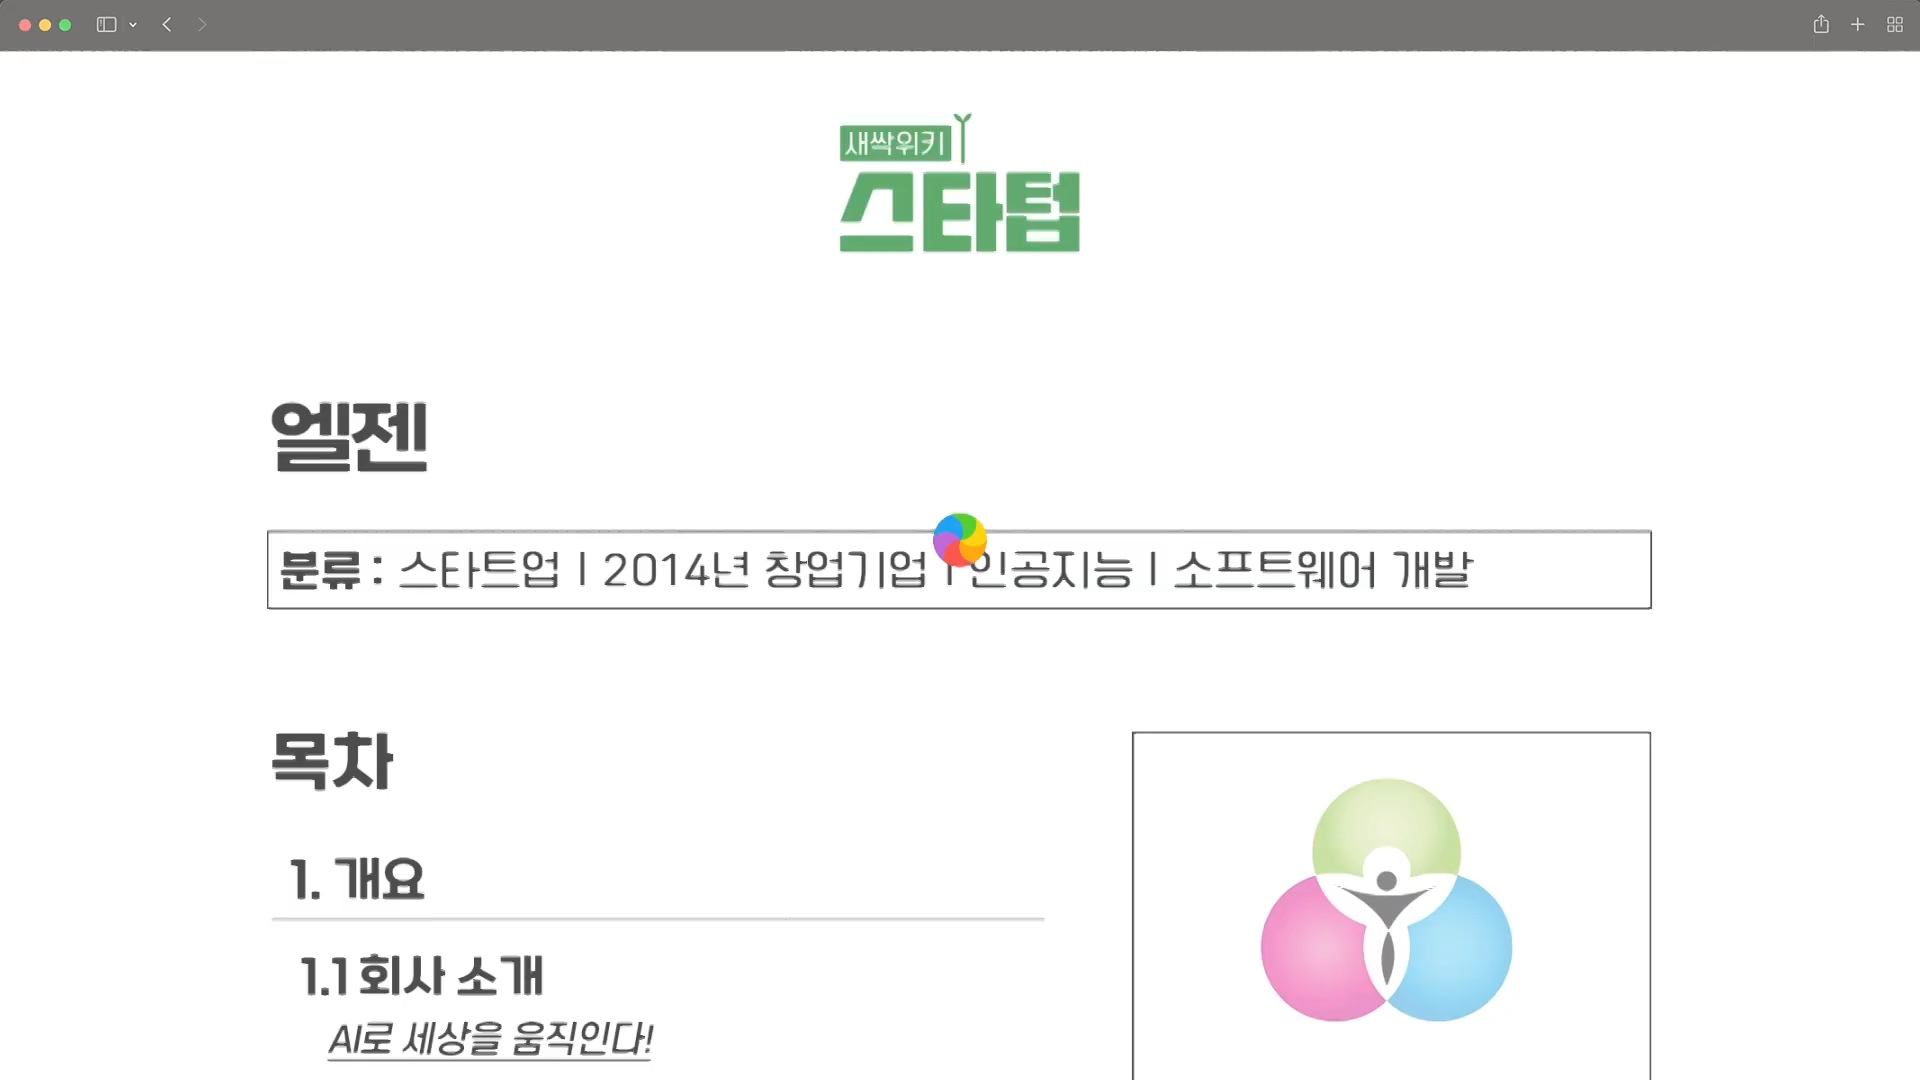 새싹위키
스타텀
엘젠
분류 : 스타트업 | 2014년 창업기업 | 인공지능 | 소프트웨어 개발
목차
1. 개요
1.1 회사 소개
AI로 세상을 움직인다!